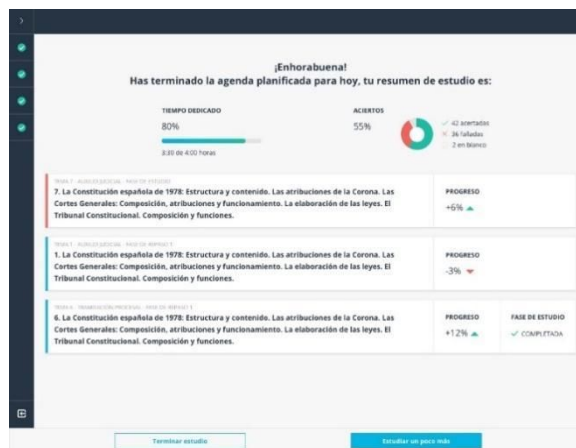 ¡Enhorabuena!
Has terminado la agenda planificada para hoy, tu resumen de estudio es:
TIEMPO DEDICADO
80%
3:30 de 4:00 horas
ACIERTOS
55%
42 acertadas
36 falladas
2 en blanco
7. La Constitución española de 1978: Estructura y contenido. Las atribuciones de la Corona. Las
Cortes Generales: Composición, atribuciones y funcionamiento. La elaboración de las leyes. El
Tribunal Constitucional. Composición y funciones.
PROGRESO
+6%
1. La Constitución española de 1978: Estructura y contenido. Las atribuciones de la Corona. Las
Cortes Generales: Composición, atribuciones y funcionamiento. La elaboración de las leyes. El
Tribunal Constitucional. Composición y funciones.
PROGRESO
-3%
6. La Constitución española de 1978: Estructura y contenido. Las atribuciones de la Corona. Las
Cortes Generales: Composición, atribuciones y funcionamiento. La elaboración de las leyes. El
Tribunal Constitucional. Composición y funciones.
PROGRESO
+12%
FASE DE ESTUDIO
COMPLETADA
Terminar estudio
Estudiar un poco más